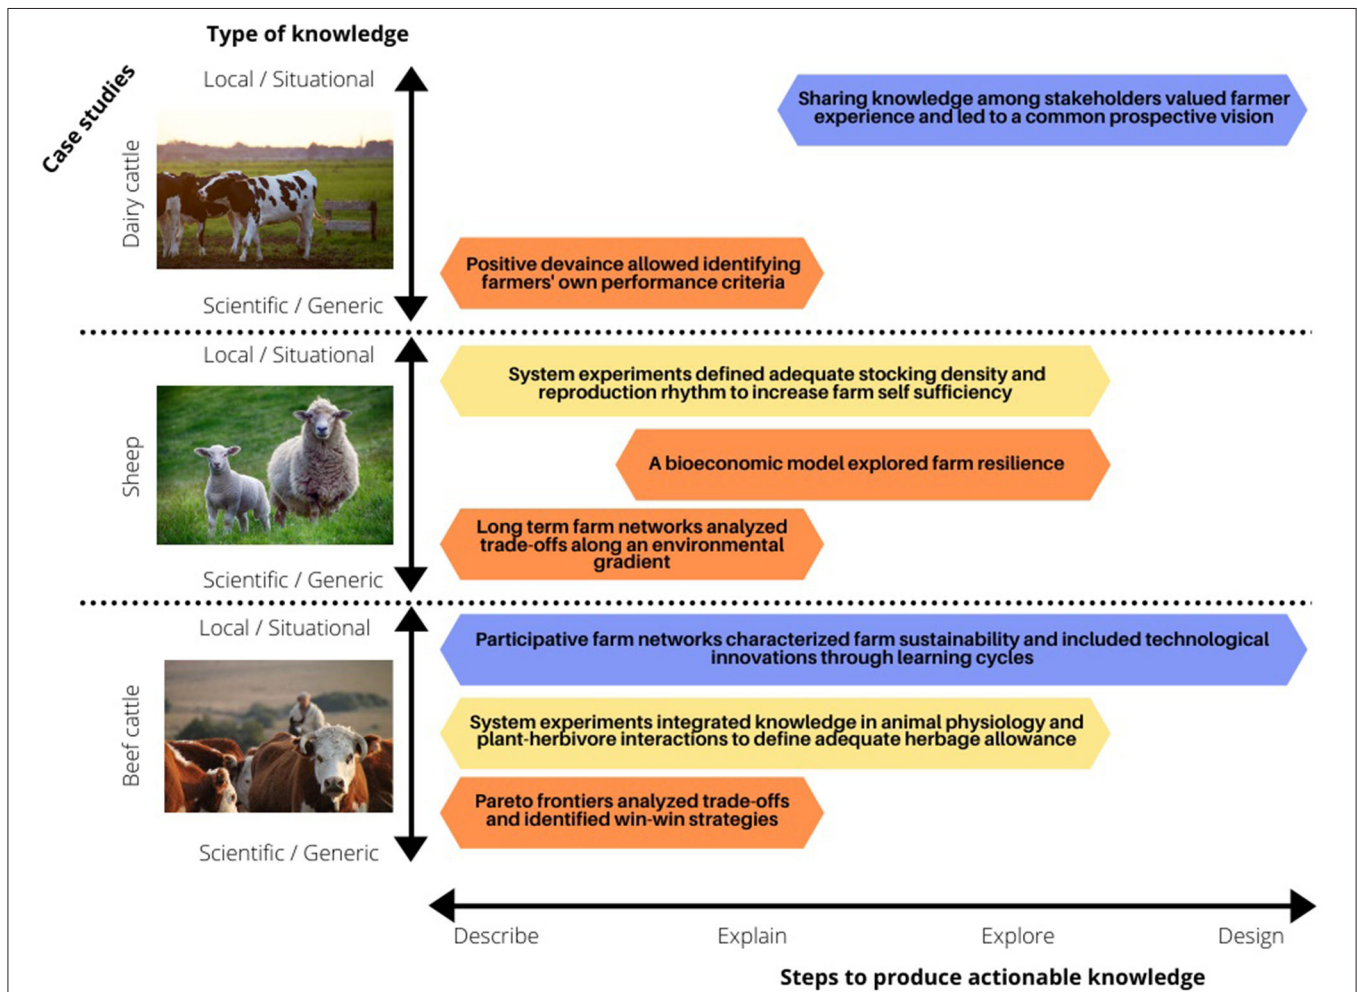 Type of knowledge
Case studies
Local / Situational
Dairy cattle
Scientific / Generic
Sharing knowledge among stakeholders valued farmer
experience and led to a common prospective vision
Positive devaince allowed identifying
farmers' own performance criteria
Local / Situational
Sheep
Scientific / Generic
System experiments defined adequate stocking density and
reproduction rhythm to increase farm self sufficiency
A bioeconomic model explored farm resilience
Long term farm networks analyzed
trade-offs along an environmental
gradient
Local / Situational
Beef cattle
Scientific / Generic
Participative farm networks characterized farm sustainability and included technological
innovations through learning cycles
System experiments integrated knowledge in animal physiology and
plant-herbivore interactions to define adequate herbage allowance
Pareto frontiers analyzed trade-offs
and identified win-win strategies
Describe
Explain
Explore
Design
Steps to produce actionable knowledge